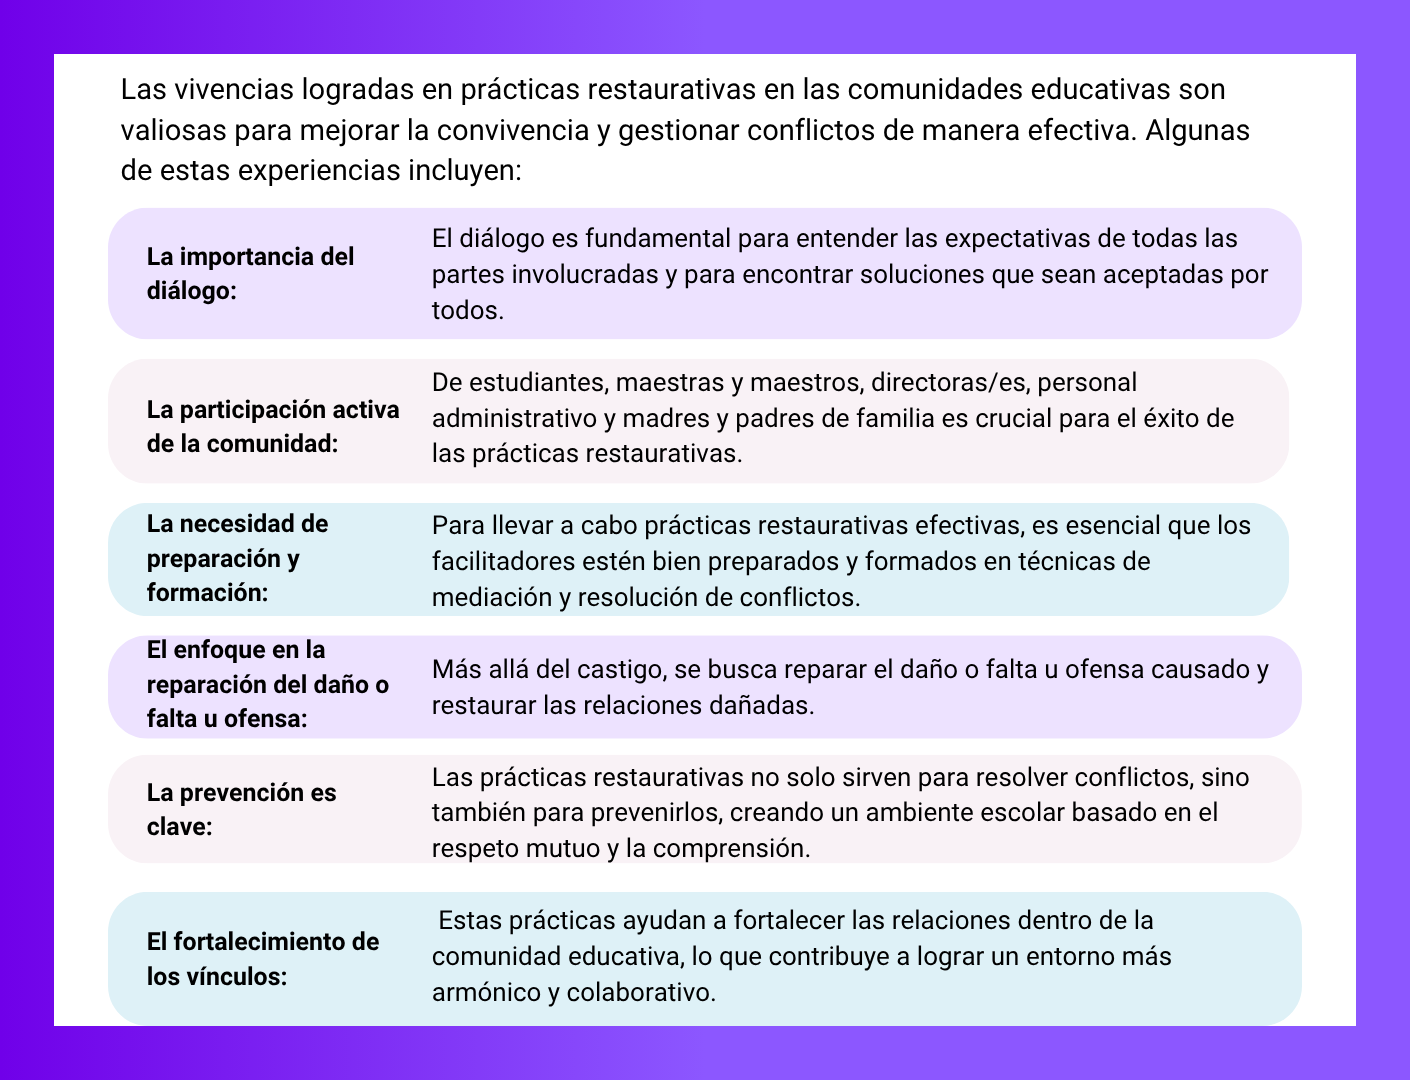 Las vivencias logradas en prácticas restaurativas en las comunidades educativas son
valiosas para mejorar la convivencia y gestionar conflictos de manera efectiva. Algunas
de estas experiencias incluyen:
La importancia del
diálogo:
El diálogo es fundamental para entender las expectativas de todas las
partes involucradas y para encontrar soluciones que sean aceptadas por
todos.
La participación activa
de la comunidad:
De estudiantes, maestras y maestros, directoras/es, personal
administrativo y madres y padres de familia es crucial para el éxito de
las prácticas restaurativas.
La necesidad de
preparación y
formación:
Para llevar a cabo prácticas restaurativas efectivas, es esencial que los
facilitadores estén bien preparados y formados en técnicas de
mediación y resolución de conflictos.
El enfoque en la
reparación del daño o
falta u ofensa:
Más allá del castigo, se busca reparar el daño o falta u ofensa causado y
restaurar las relaciones dañadas.
La prevención es
clave:
Las prácticas restaurativas no solo sirven para resolver conflictos, sino
también para prevenirlos, creando un ambiente escolar basado en el
respeto mutuo y la comprensión.
El fortalecimiento de
los vínculos:
Estas prácticas ayudan a fortalecer las relaciones dentro de la
comunidad educativa, lo que contribuye a lograr un entorno más
armónico y colaborativo.